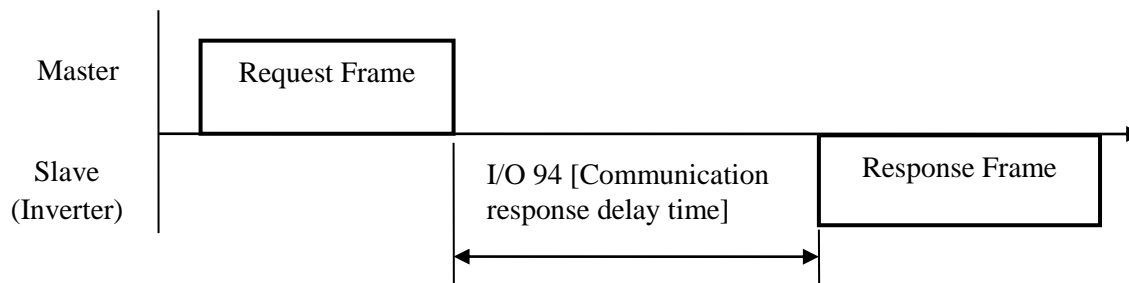 Master
Request Frame
Slave
(Inverter)
I/O 94 [Communication
response delay time]
Response Frame